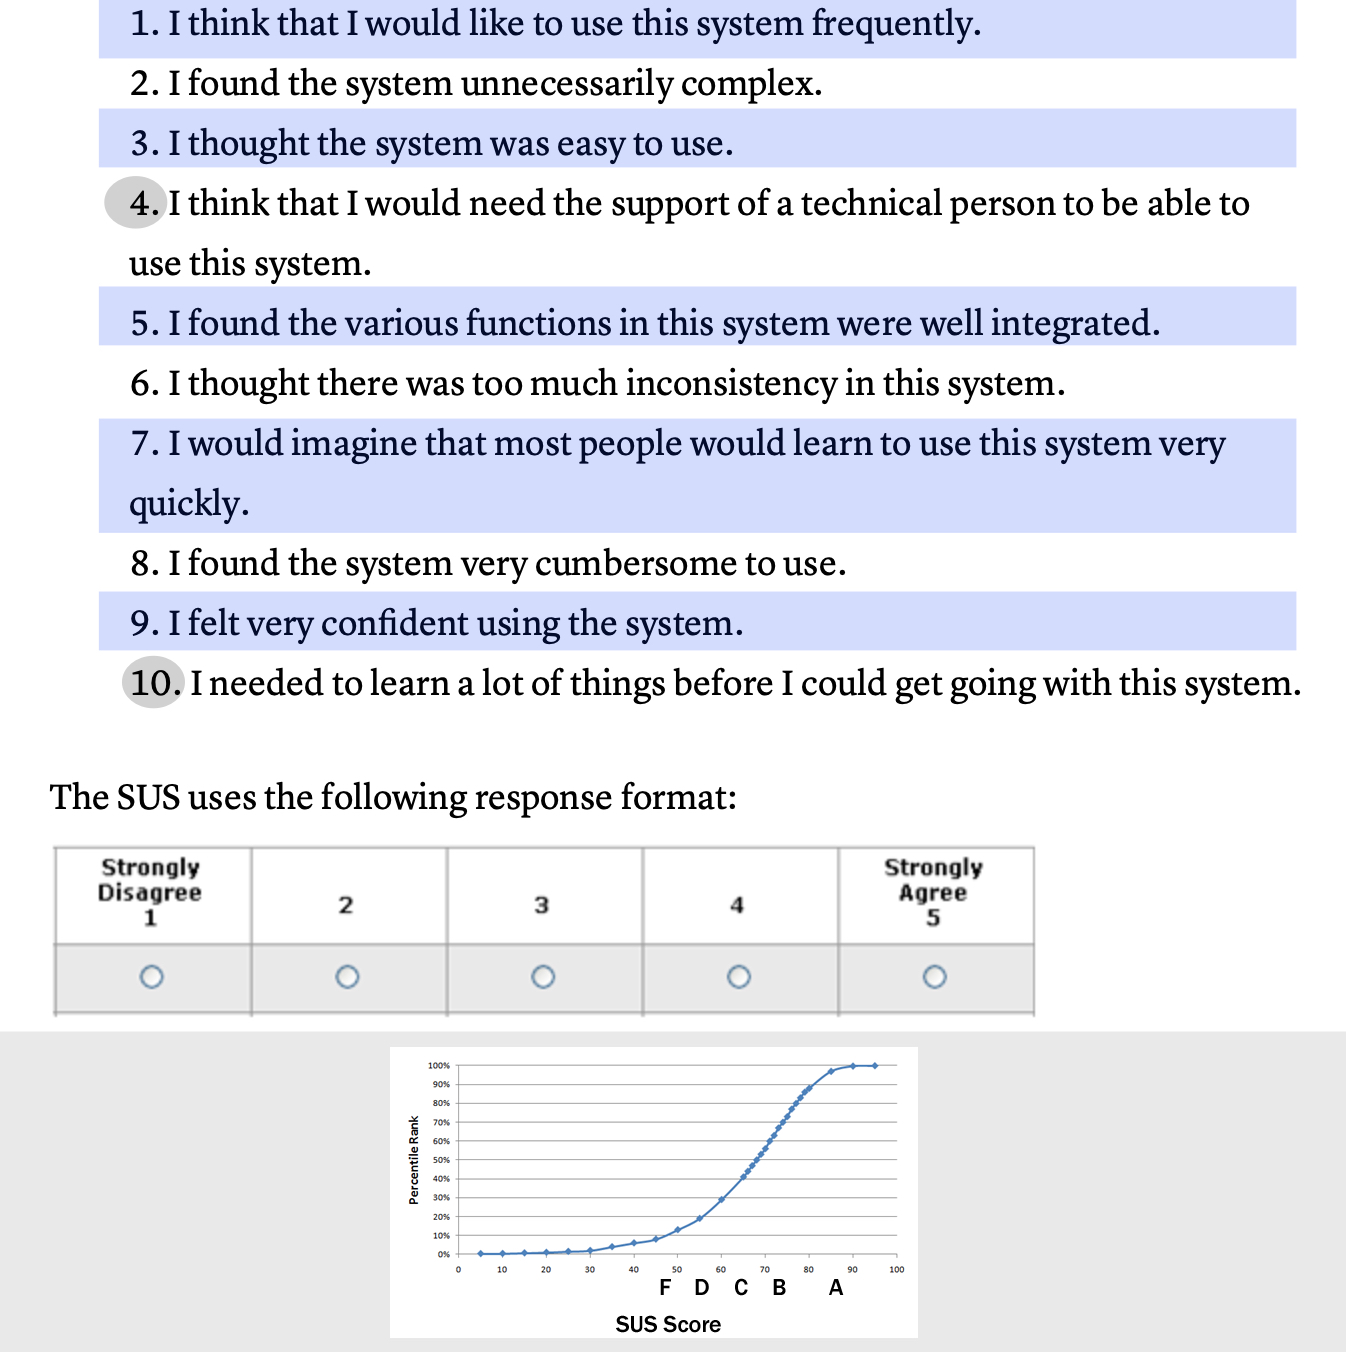 1. I think that I would like to use this system frequently.
2. I found the system unnecessarily complex.
3. I thought the system was easy to use.
4. I think that I would need the support of a technical person to be able to
use this system.
5. I found the various functions in this system were well integrated.
6. I thought there was too much inconsistency in this system.
7. I would imagine that most people would learn to use this system very
quickly.
8. I found the system very cumbersome to use.
9. I felt very confident using the system.
10. I needed to learn a lot of things before I could get going with this system.
The SUS uses the following response format:
Strongly Disagree 1
2
3
4
Strongly Agree 5
Percentile Rank
100%
90%
80%
70%
60%
50%
40%
30%
20%
10%
0%
0 10 20 30 40 50 60 70 80 90 100
F D C B A
SUS Score